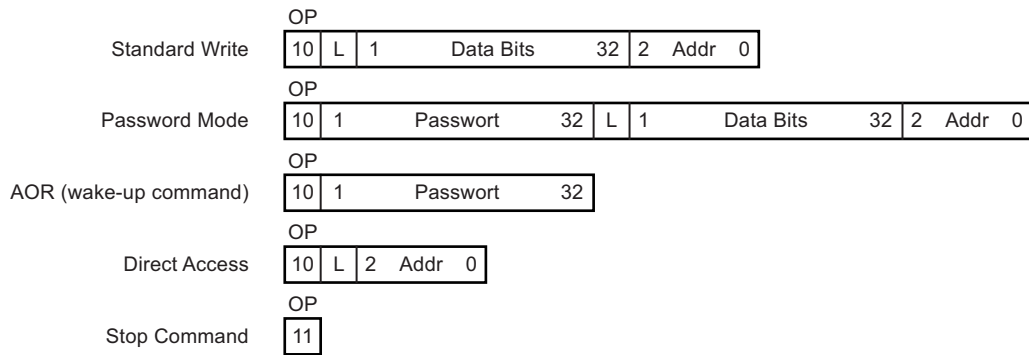 OP
Standard Write 10 L 1 Data Bits 32 2 Addr 0
OP
Password Mode 10 1 Passwort 32 L 1 Data Bits 32 2 Addr 0
OP
AOR (wake-up command) 10 1 Passwort 32
OP
Direct Access 10 L 2 Addr 0
OP
Stop Command 11